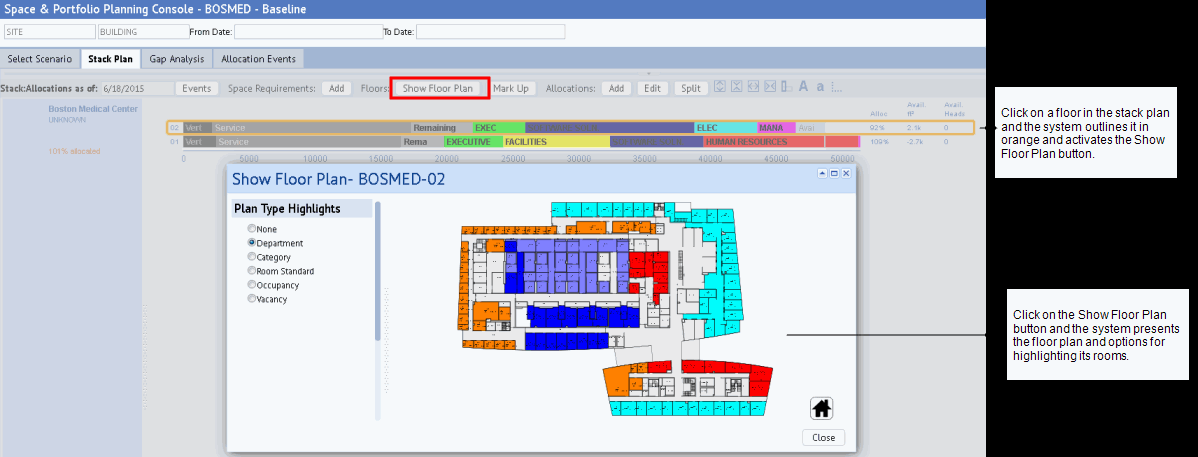 Space & Portfolio Planning Console - BOSMED - Baseline
SITE BUILDING From Date: To Date:
Select Scenario Stack Plan Gap Analysis Allocation Events
Stack:Allocations as of: 6/18/2015 Events Space Requirements: Add Floors: Show Floor Plan Mark Up Allocations: Add Edit Split A a
Boston Medical Center
UNKNOWN
101% allocated
Alloc Avail. ft² Avail. Heads
02 Vert Service Remaining EXEC ELEC MANA Avai 92% 2.1k 0
01 Vert Service Rema EXECUTIVE FACILITIES HUMAN RESOURCES 109% -2.7k 0
0 5000 10000 15000 20000 25000 30000 35000 40000 45000 50000
Show Floor Plan- BOSMED-02
Plan Type Highlights
None
Department
Category
Room Standard
Occupancy
Vacancy
Close
Click on a floor in the stack plan
and the system outlines it in
orange and activates the Show
Floor Plan button.
Click on the Show Floor Plan
button and the system presents
the floor plan and options for
highlighting its rooms.